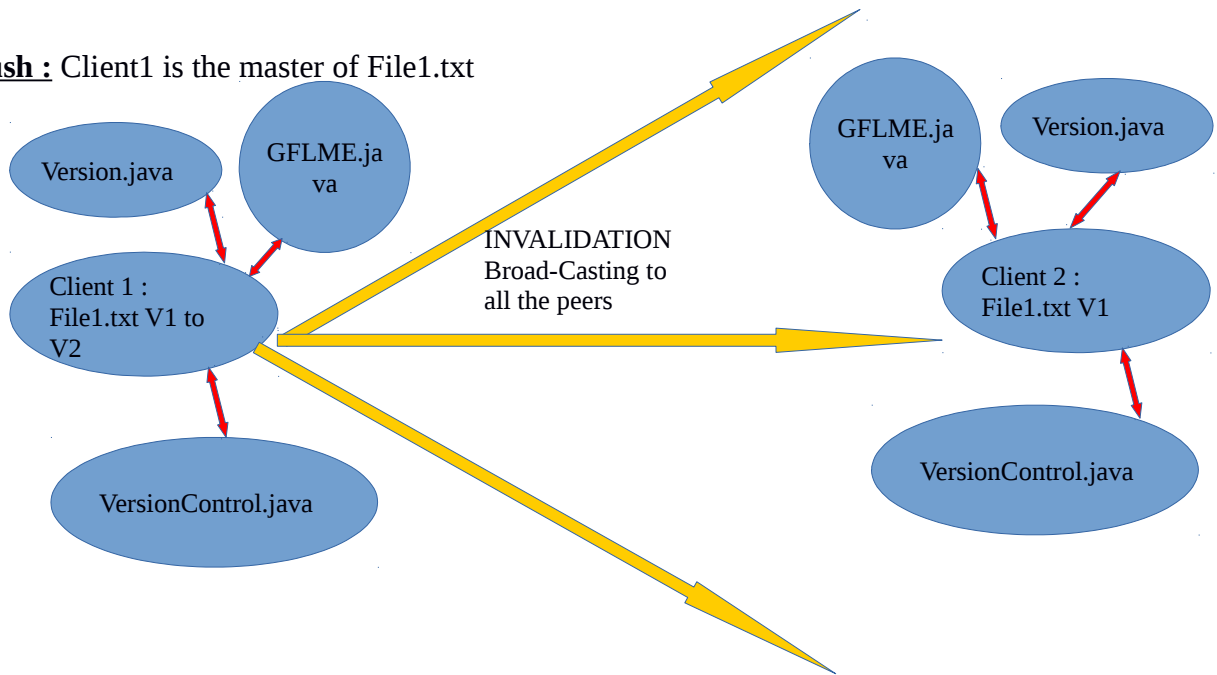 ush : Client1 is the master of File1.txt
Version.java
GFLME.ja
va
Client 1 :
File1.txt V1 to
V2
VersionControl.java
INVALIDATION
Broad-Casting to
all the peers
GFLME.ja
va
Version.java
Client 2 :
File1.txt V1
VersionControl.java